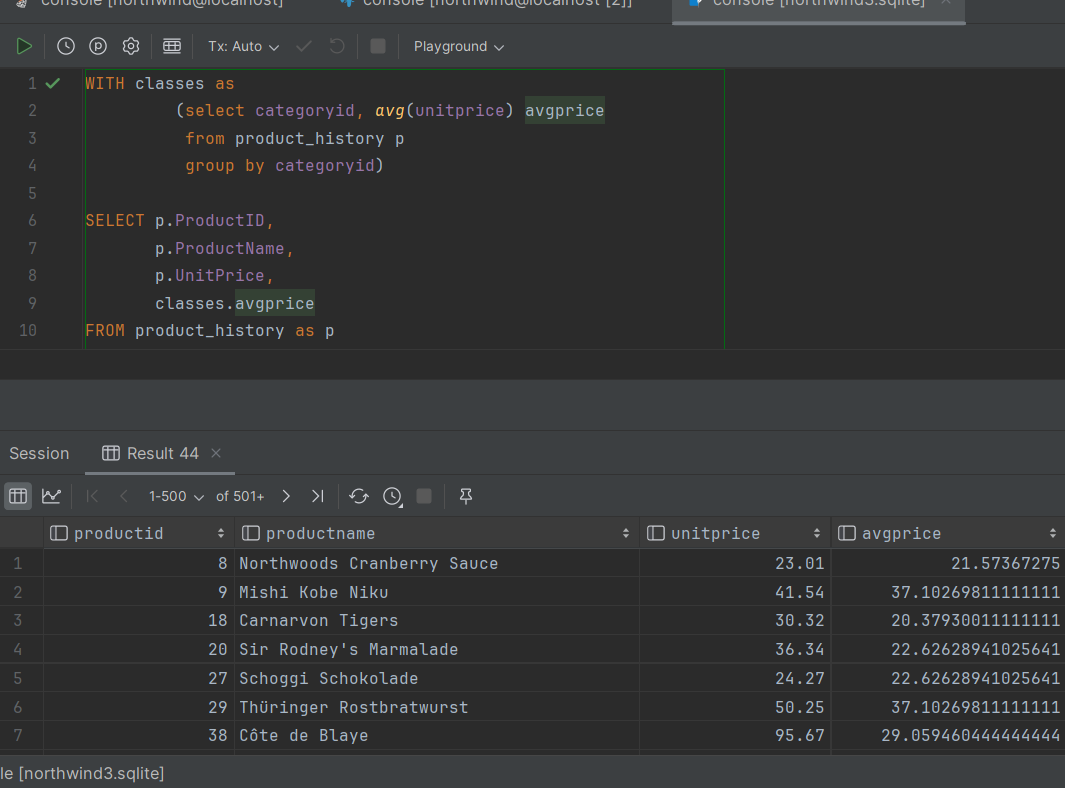 console [northwind@localhost] console [northwind@localhost [2]] console [northwind3.sqlite]
Tx: Auto Playground
1 WITH classes as
2 (select categoryid, avg(unitprice) avgprice
3 from product_history p
4 group by categoryid)
5
6 SELECT p.ProductID,
7 p.ProductName,
8 p.UnitPrice,
9 classes.avgprice
10 FROM product_history as p
Session Result 44
1-500 of 501+
productid productname unitprice avgprice
1 8 Northwoods Cranberry Sauce 23.01 21.57367275
2 9 Mishi Kobe Niku 41.54 37.10269811111111
3 18 Carnarvon Tigers 30.32 20.37930011111111
4 20 Sir Rodney's Marmalade 36.34 22.62628941025641
5 27 Schoggi Schokolade 24.27 22.62628941025641
6 29 Thüringer Rostbratwurst 50.25 37.10269811111111
7 38 Côte de Blaye 95.67 29.059460444444444
le [northwind3.sqlite]